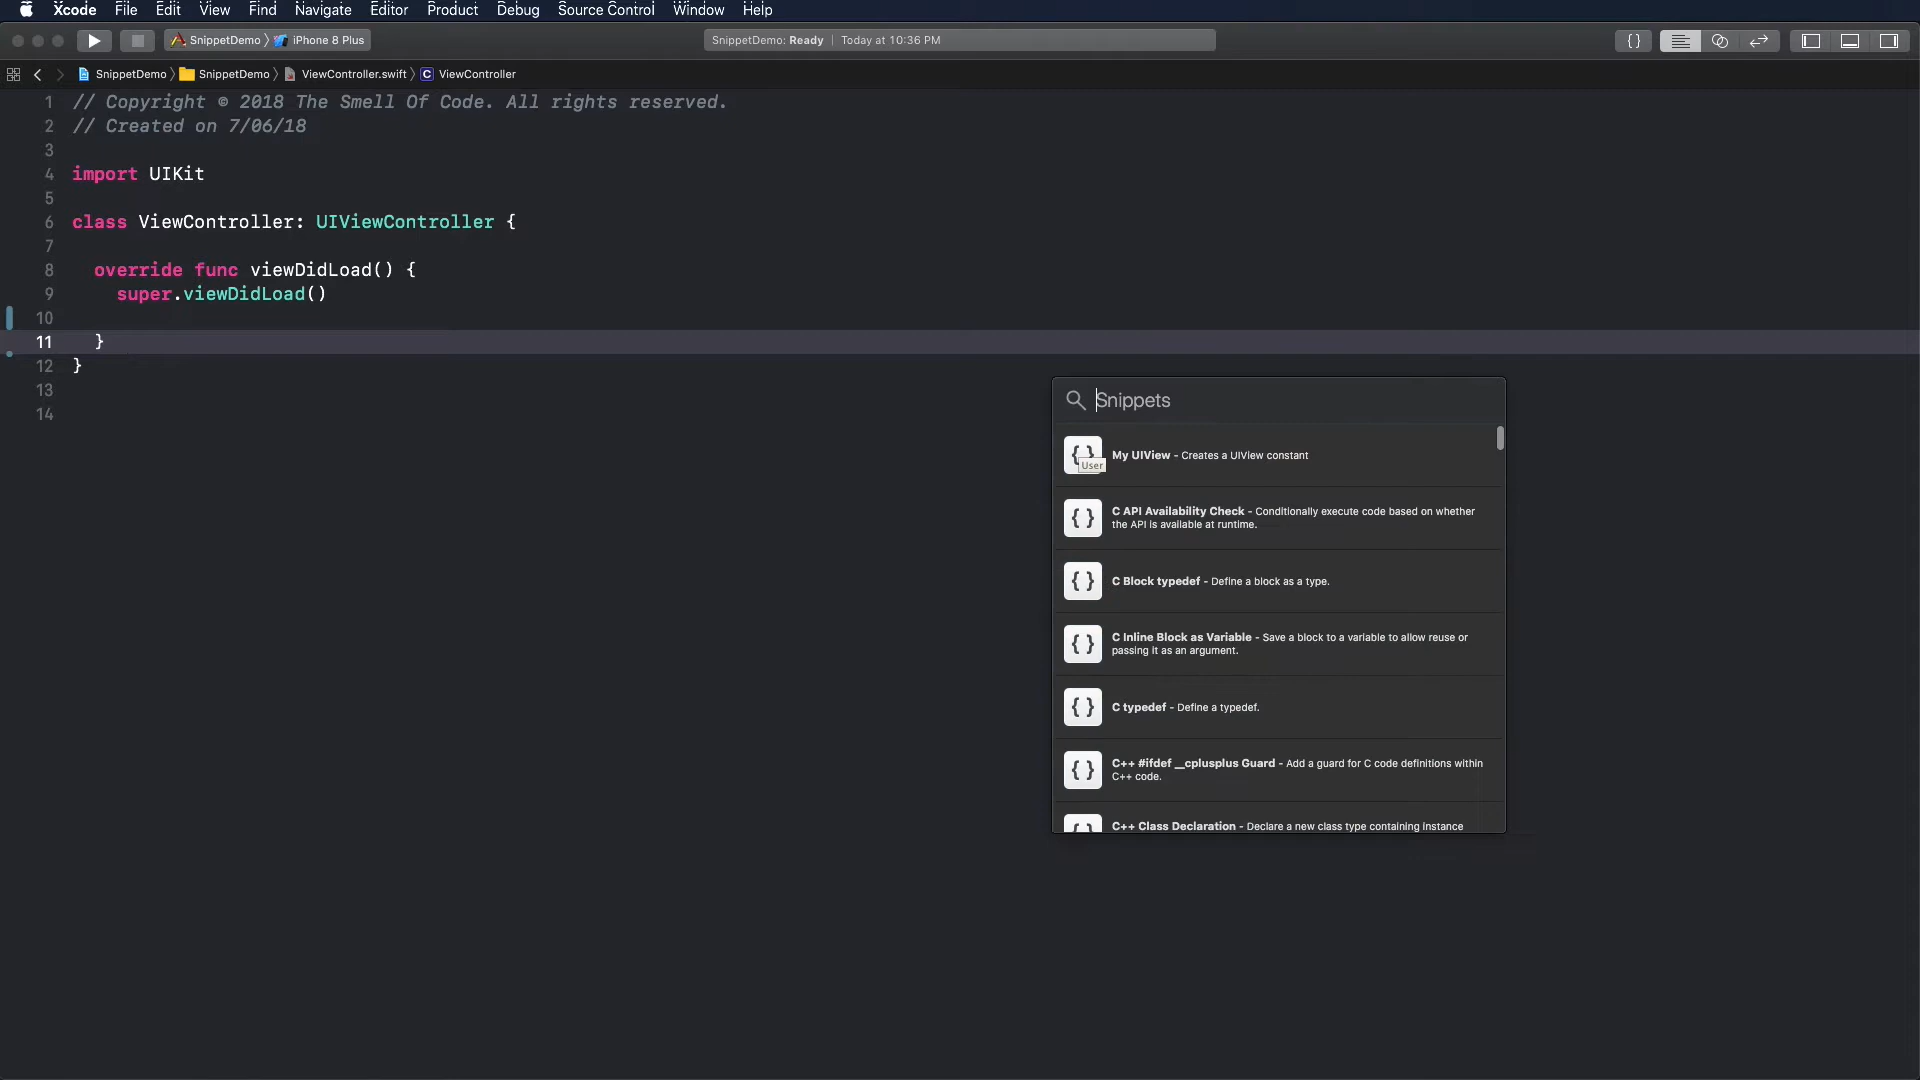 Xcode File Edit View Find Navigate Editor Product Debug Source Control Window Help
SnippetDemo 〉 iPhone 8 Plus
SnippetDemo: Ready | Today at 10:36 PM
{ }
SnippetDemo 〉 SnippetDemo 〉 ViewController.swift 〉 C ViewController
1 // Copyright © 2018 The Smell Of Code. All rights reserved.
2 // Created on 7/06/18
3
4 import UIKit
5
6 class ViewController: UIViewController {
7
8 override func viewDidLoad() {
9 super.viewDidLoad()
10
11 }
12 }
13
14
Snippets
{ } User
My UIView - Creates a UIView constant
{ }
C API Availability Check - Conditionally execute code based on whether
the API is available at runtime.
{ }
C Block typedef - Define a block as a type.
{ }
C Inline Block as Variable - Save a block to a variable to allow reuse or
passing it as an argument.
{ }
C typedef - Define a typedef.
{ }
C++ #ifdef __cplusplus Guard - Add a guard for C code definitions within
C++ code.
{ }
C++ Class Declaration - Declare a new class type containing instance